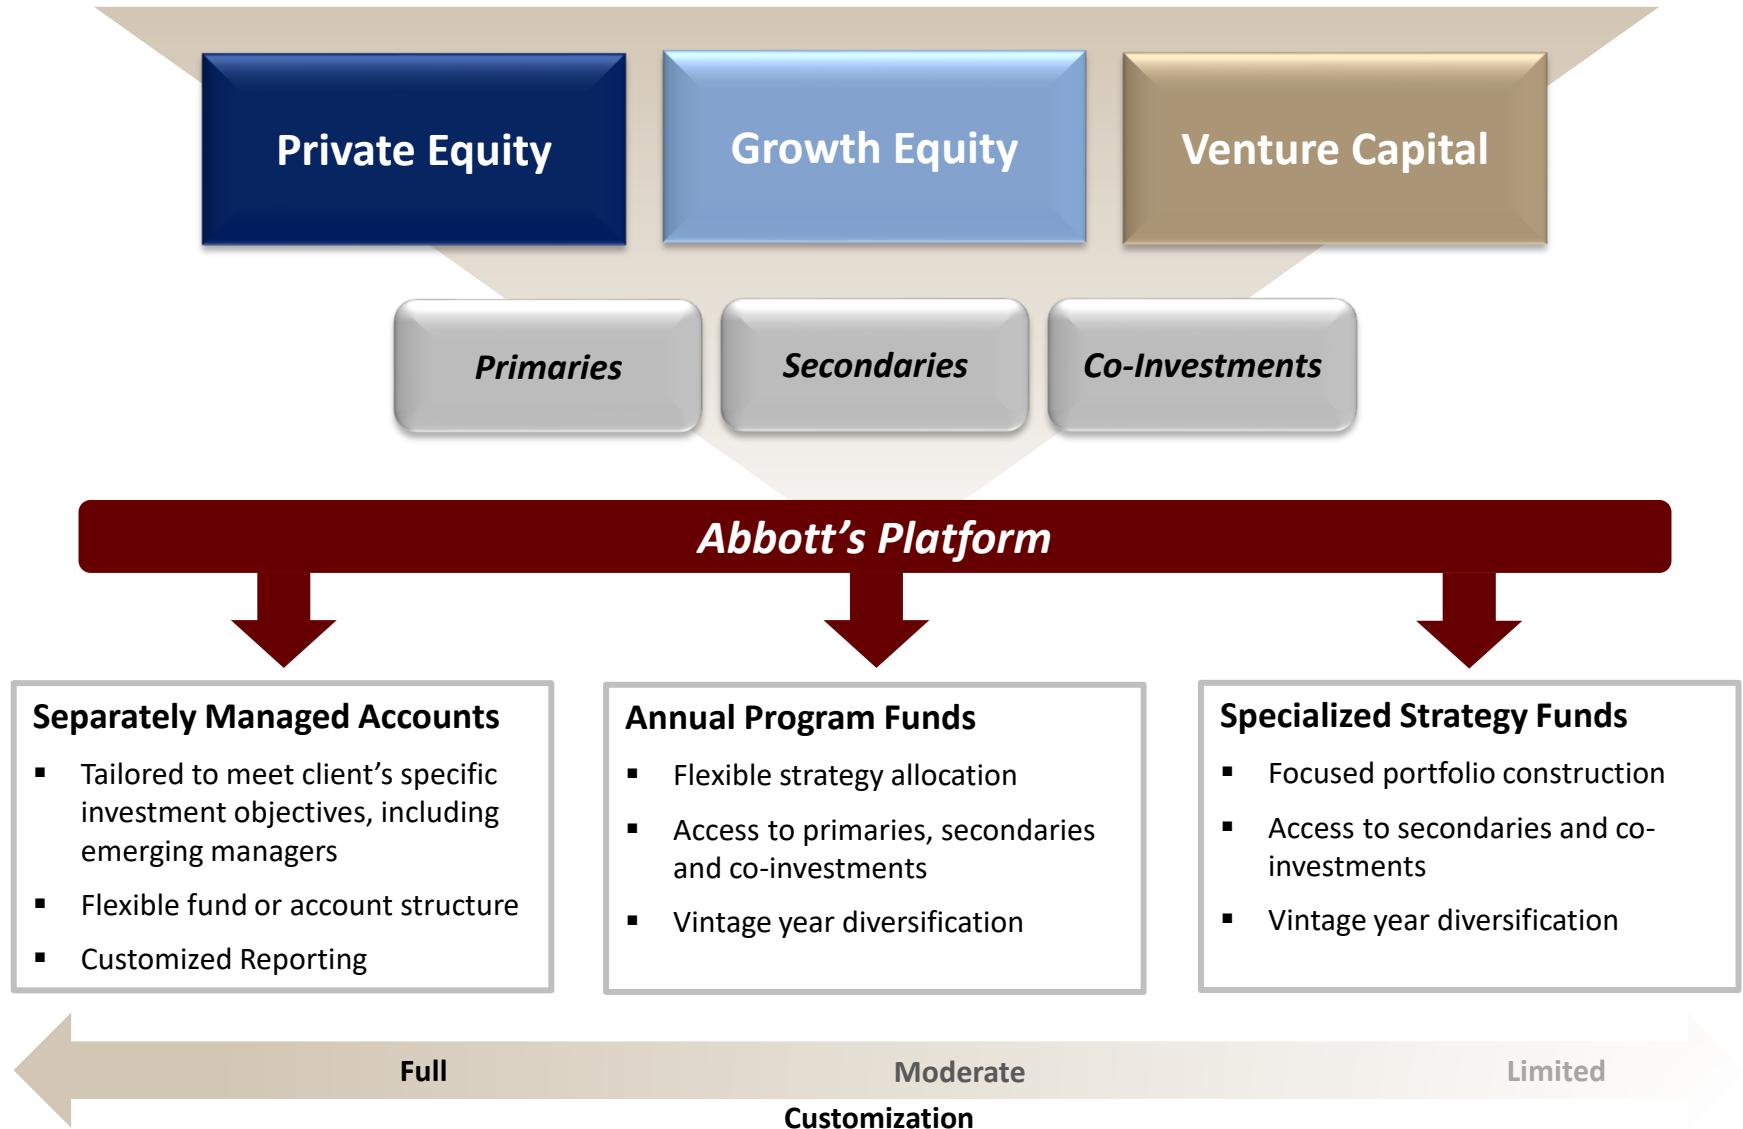 Private Equity
Growth Equity
Venture Capital
Primaries
Secondaries
Co-Investments
Abbott’s Platform
Separately Managed Accounts
▪ Tailored to meet client’s specific
investment objectives, including
emerging managers
▪ Flexible fund or account structure
▪ Customized Reporting
Annual Program Funds
▪ Flexible strategy allocation
▪ Access to primaries, secondaries
and co-investments
▪ Vintage year diversification
Specialized Strategy Funds
▪ Focused portfolio construction
▪ Access to secondaries and co-
investments
▪ Vintage year diversification
Full
Moderate
Limited
Customization